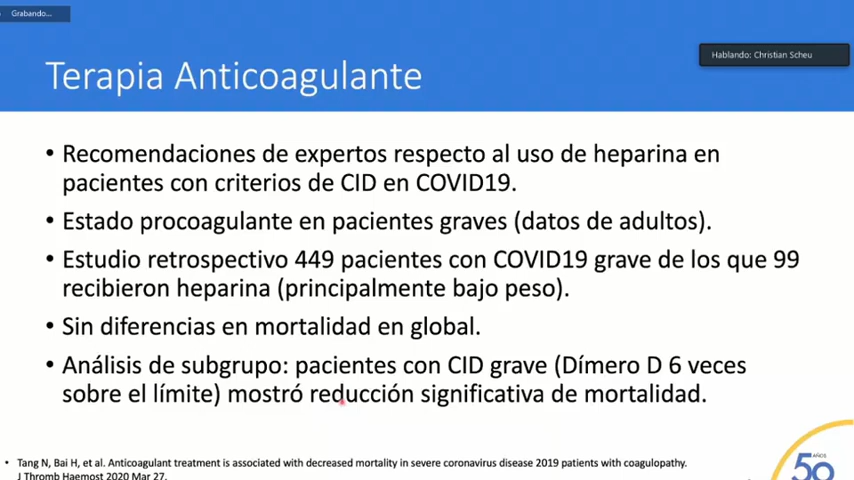 Grabando...
Hablando: Christian Scheu
Terapia Anticoagulante
• Recomendaciones de expertos respecto al uso de heparina en
pacientes con criterios de CID en COVID19.
• Estado procoagulante en pacientes graves (datos de adultos).
• Estudio retrospectivo 449 pacientes con COVID19 grave de los que 99
recibieron heparina (principalmente bajo peso).
• Sin diferencias en mortalidad en global.
• Análisis de subgrupo: pacientes con CID grave (Dímero D 6 veces
sobre el límite) mostró reducción significativa de mortalidad.
• Tang N, Bai H, et al. Anticoagulant treatment is associated with decreased mortality in severe coronavirus disease 2019 patients with coagulopathy.
J Thromb Haemost 2020 Mar 27.
AÑOS
50